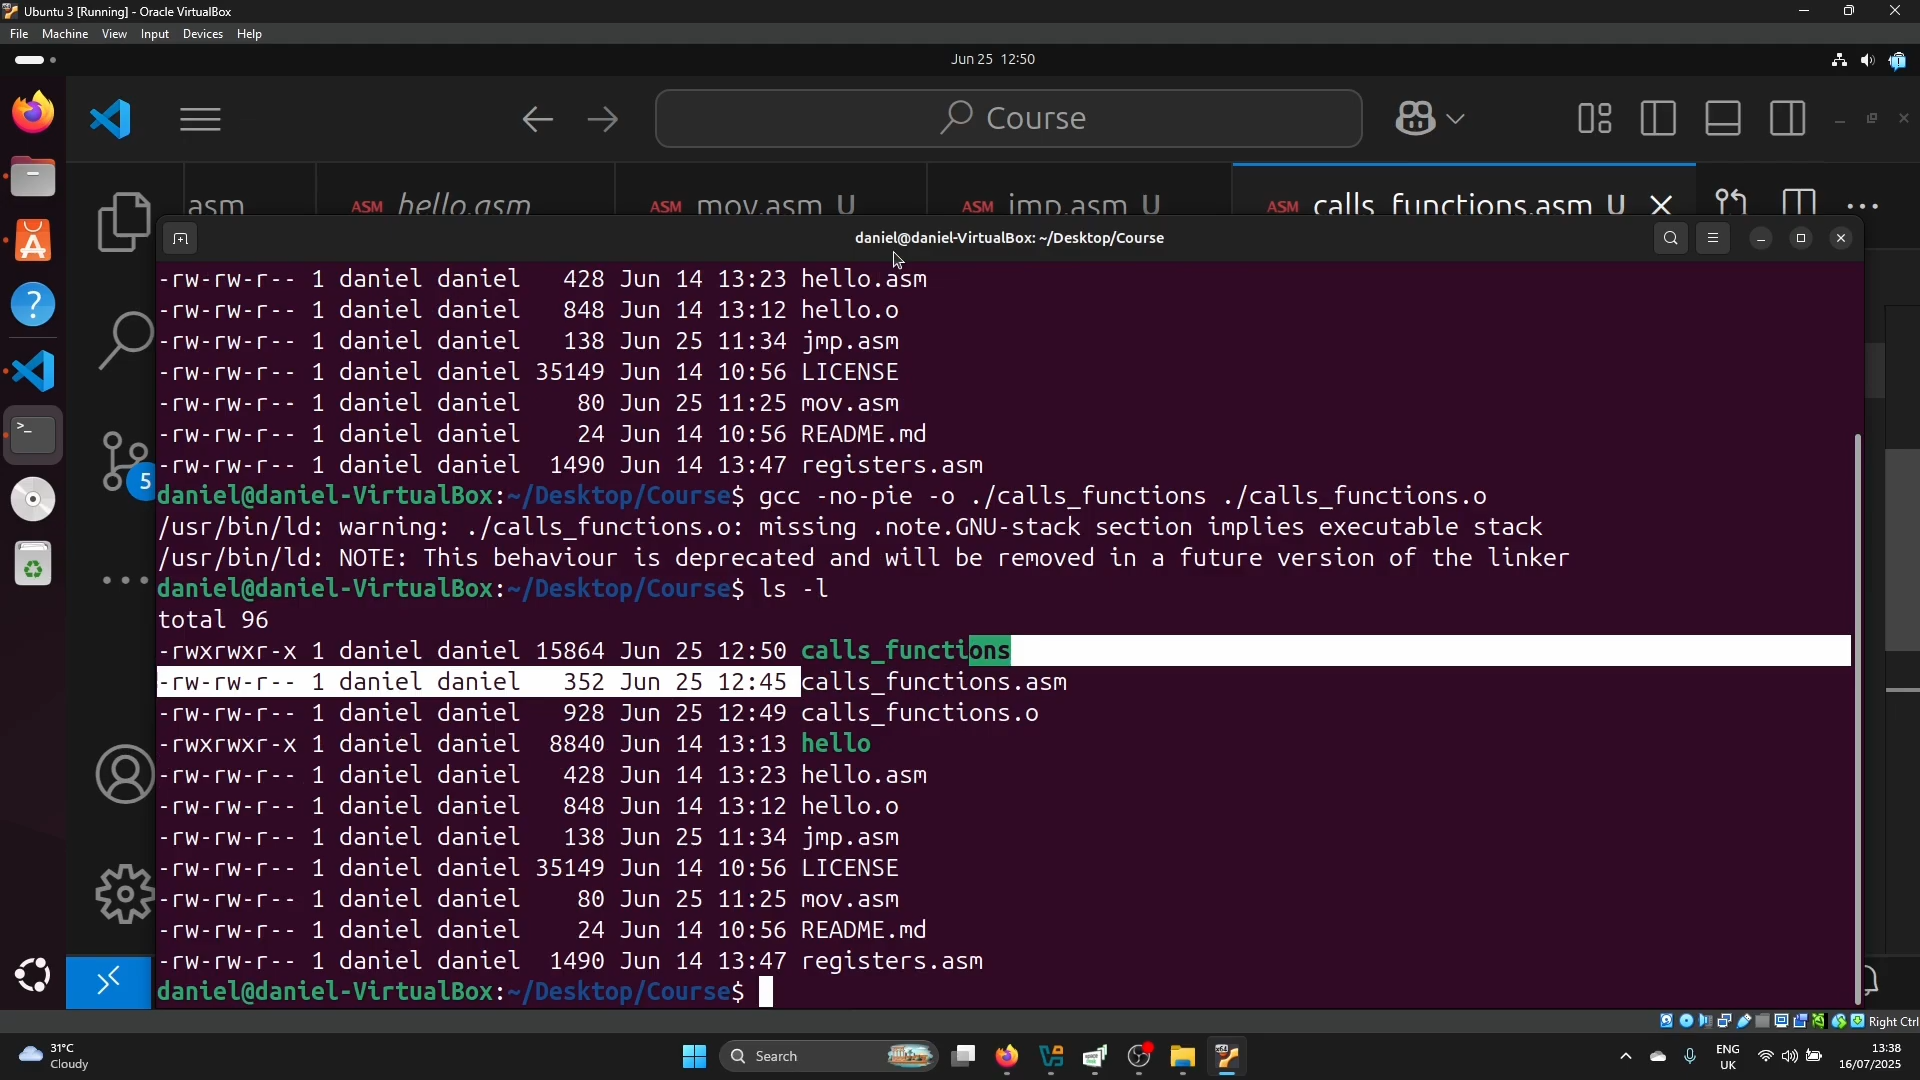 Ubuntu 3 [Running] - Oracle VirtualBox
File Machine View Input Devices Help
Jun 25 12:50
Course
asm
ASM hello.asm
ASM mov.asm U
ASM jmp.asm U
ASM calls_functions.asm U
daniel@daniel-VirtualBox: ~/Desktop/Course
-rw-rw-r-- 1 daniel daniel 428 Jun 14 13:23 hello.asm
-rw-rw-r-- 1 daniel daniel 848 Jun 14 13:12 hello.o
-rw-rw-r-- 1 daniel daniel 138 Jun 25 11:34 jmp.asm
-rw-rw-r-- 1 daniel daniel 35149 Jun 14 10:56 LICENSE
-rw-rw-r-- 1 daniel daniel 80 Jun 25 11:25 mov.asm
-rw-rw-r-- 1 daniel daniel 24 Jun 14 10:56 README.md
-rw-rw-r-- 1 daniel daniel 1490 Jun 14 13:47 registers.asm
daniel@daniel-VirtualBox:~/Desktop/Course$ gcc -no-pie -o ./calls_functions ./calls_functions.o
/usr/bin/ld: warning: ./calls_functions.o: missing .note.GNU-stack section implies executable stack
/usr/bin/ld: NOTE: This behaviour is deprecated and will be removed in a future version of the linker
daniel@daniel-VirtualBox:~/Desktop/Course$ ls -l
total 96
-rwxrwxr-x 1 daniel daniel 15864 Jun 25 12:50 calls_functions
-rw-rw-r-- 1 daniel daniel 352 Jun 25 12:45 calls_functions.asm
-rw-rw-r-- 1 daniel daniel 928 Jun 25 12:49 calls_functions.o
-rwxrwxr-x 1 daniel daniel 8840 Jun 14 13:13 hello
-rw-rw-r-- 1 daniel daniel 428 Jun 14 13:23 hello.asm
-rw-rw-r-- 1 daniel daniel 848 Jun 14 13:12 hello.o
-rw-rw-r-- 1 daniel daniel 138 Jun 25 11:34 jmp.asm
-rw-rw-r-- 1 daniel daniel 35149 Jun 14 10:56 LICENSE
-rw-rw-r-- 1 daniel daniel 80 Jun 25 11:25 mov.asm
-rw-rw-r-- 1 daniel daniel 24 Jun 14 10:56 README.md
-rw-rw-r-- 1 daniel daniel 1490 Jun 14 13:47 registers.asm
daniel@daniel-VirtualBox:~/Desktop/Course$
5
Right Ctrl
31°C
Cloudy
Search
ENG
UK
13:38
16/07/2025